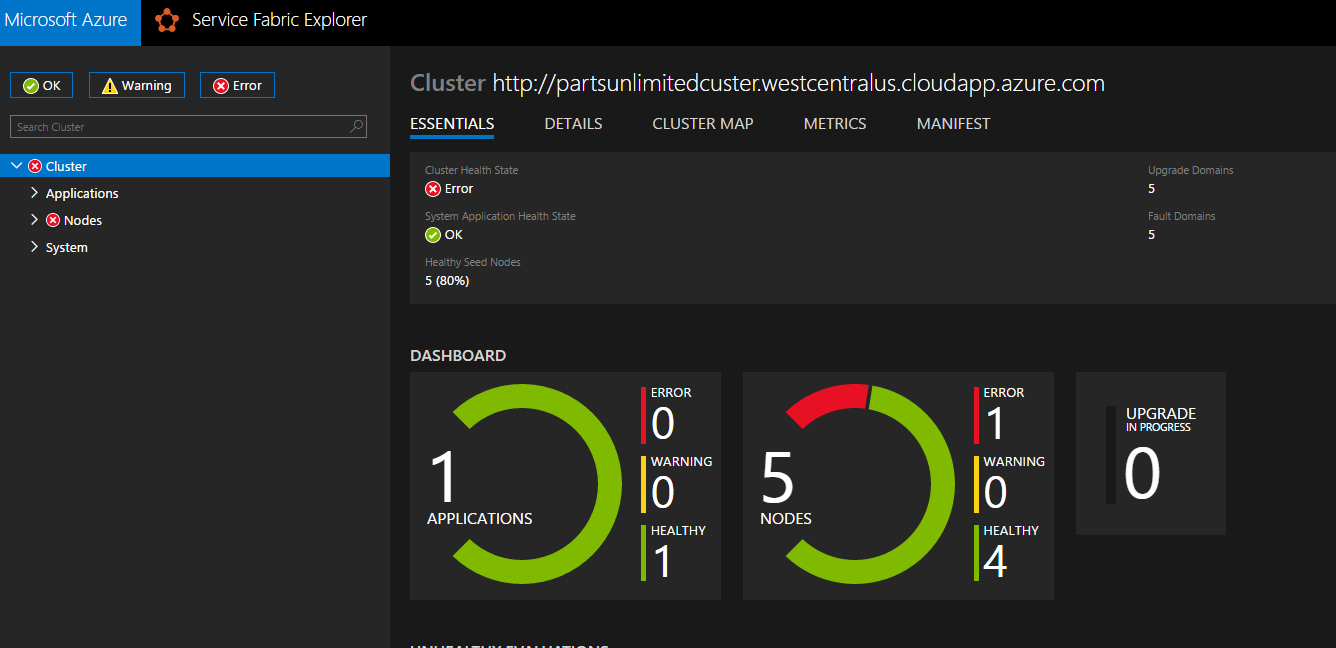 Microsoft Azure
Service Fabric Explorer
OK
Warning
Error
Search Cluster
Cluster
Applications
Nodes
System
Cluster http://partsunlimitedcuster.westcentralus.cloudapp.azure.com
ESSENTIALS
DETAILS
CLUSTER MAP
METRICS
MANIFEST
Cluster Health State
Error
System Application Health State
OK
Healthy Seed Nodes
5 (80%)
Upgrade Domains
5
Fault Domains
5
DASHBOARD
1
APPLICATIONS
ERROR
0
WARNING
0
HEALTHY
1
5
NODES
ERROR
1
WARNING
0
HEALTHY
4
UPGRADE
IN PROGRESS
0
UNHEALTHY EVALUATIONS